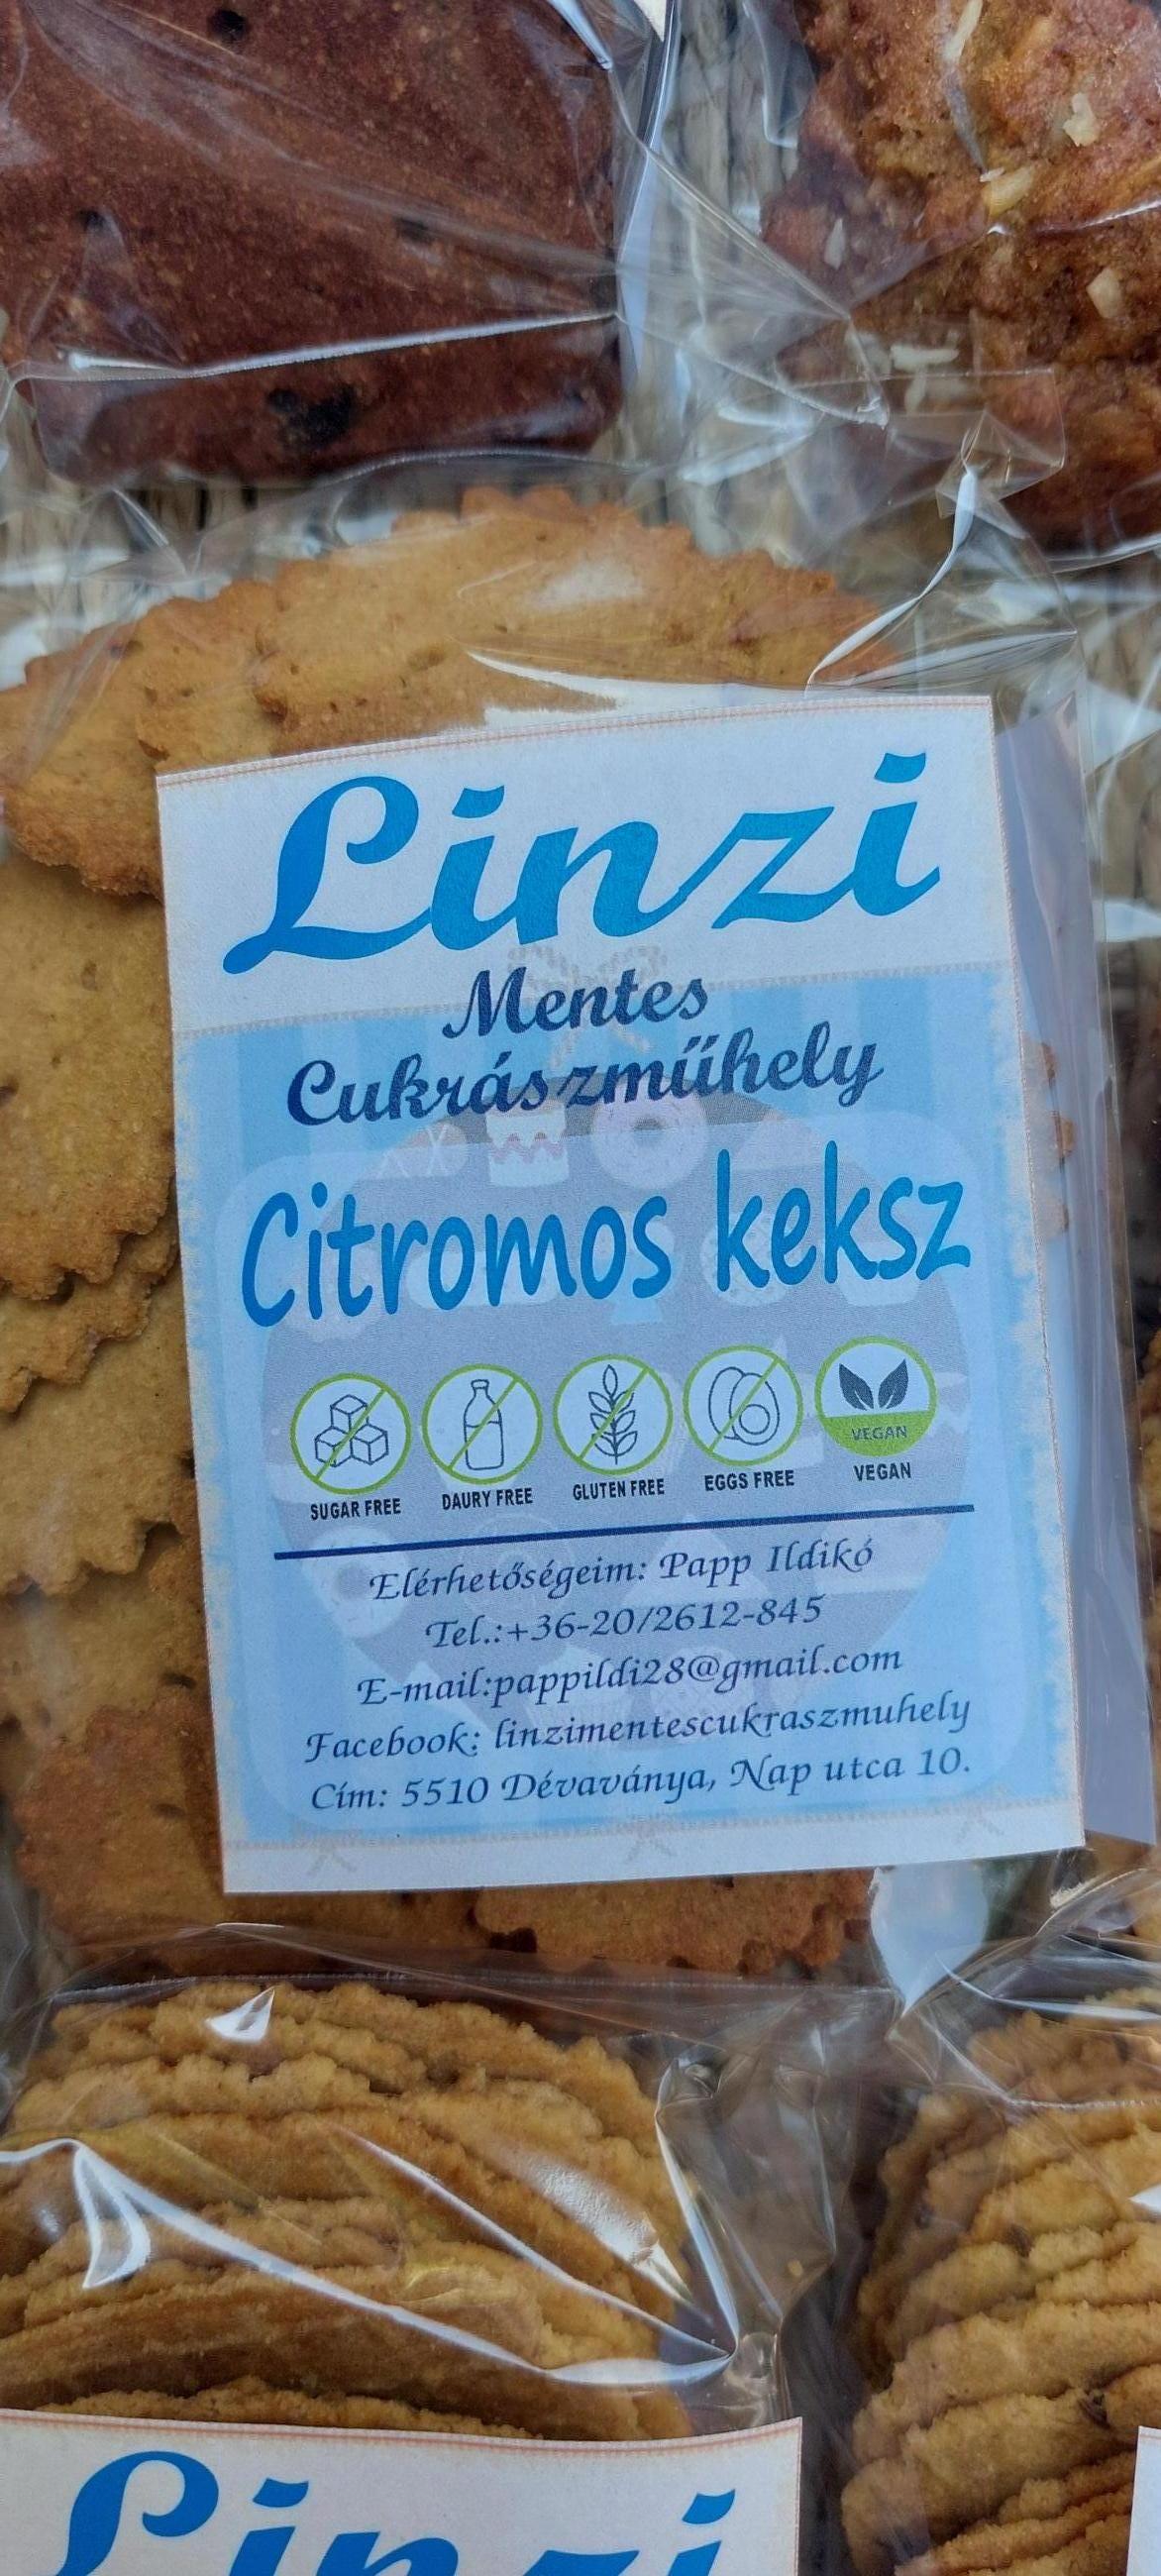 Linzi
Mentes
Cukrászműhely
Citromos keksz
VEGAN
SUGAR FREE DAURY FREE GLUTEN FREE EGGS FREE VEGAN
Elérhetőségeim: Papp Ildikó
Tel.:+36-20/2612-845
E-mail:pappildi28@gmail.com
Facebook: linzimentescukraszmuhely
Cím: 5510 Dévaványa, Nap utca 10.
Linzi